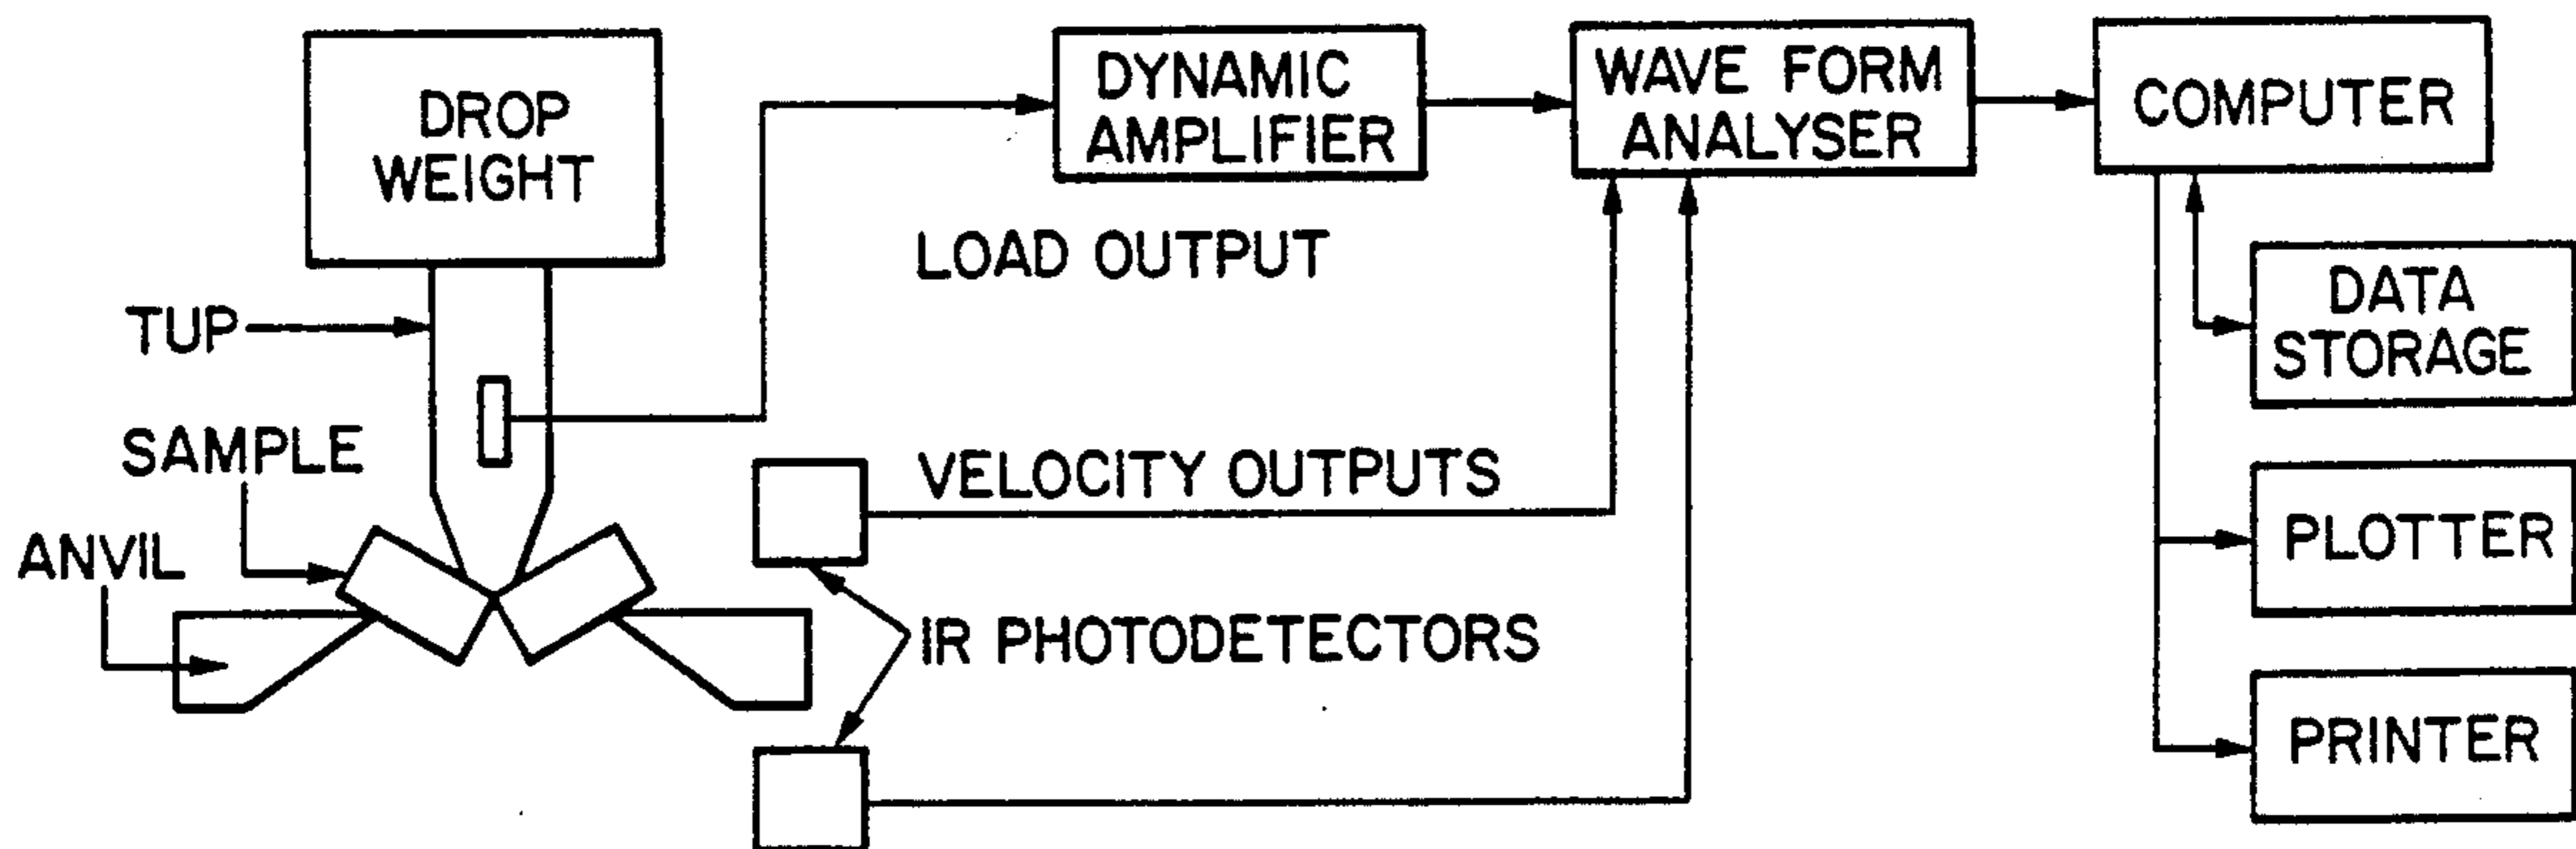 DROP
WEIGHT
TUP
SAMPLE
ANVIL
DYNAMIC
AMPLIFIER
LOAD OUTPUT
VELOCITY OUTPUTS
IR PHOTODETECTORS
WAVE FORM
ANALYSER
COMPUTER
DATA
STORAGE
PLOTTER
PRINTER